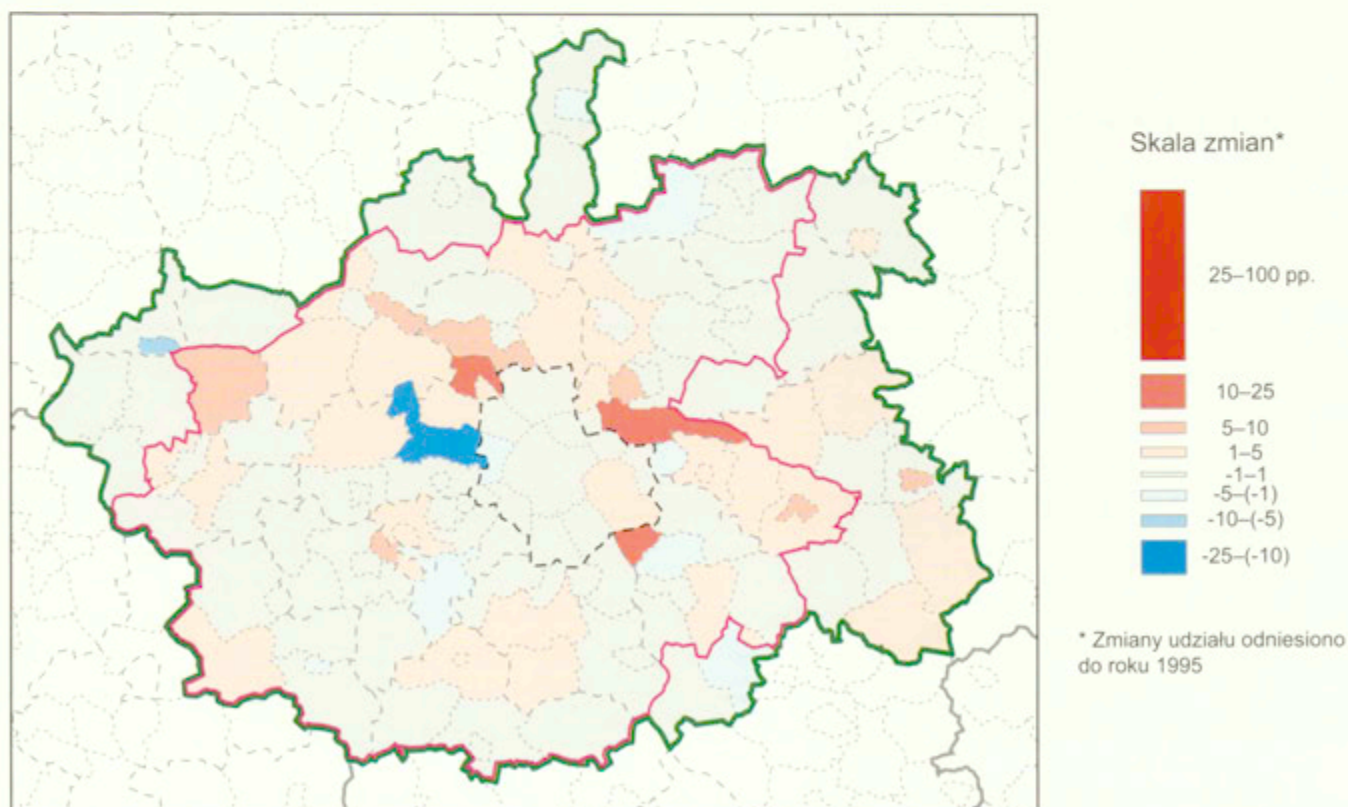 Skala zmian*
25–100 pp.
10–25
5–10
1–5
-1–1
-5–(-1)
-10–(-5)
-25–(-10)
* Zmiany udziału odniesiono
do roku 1995